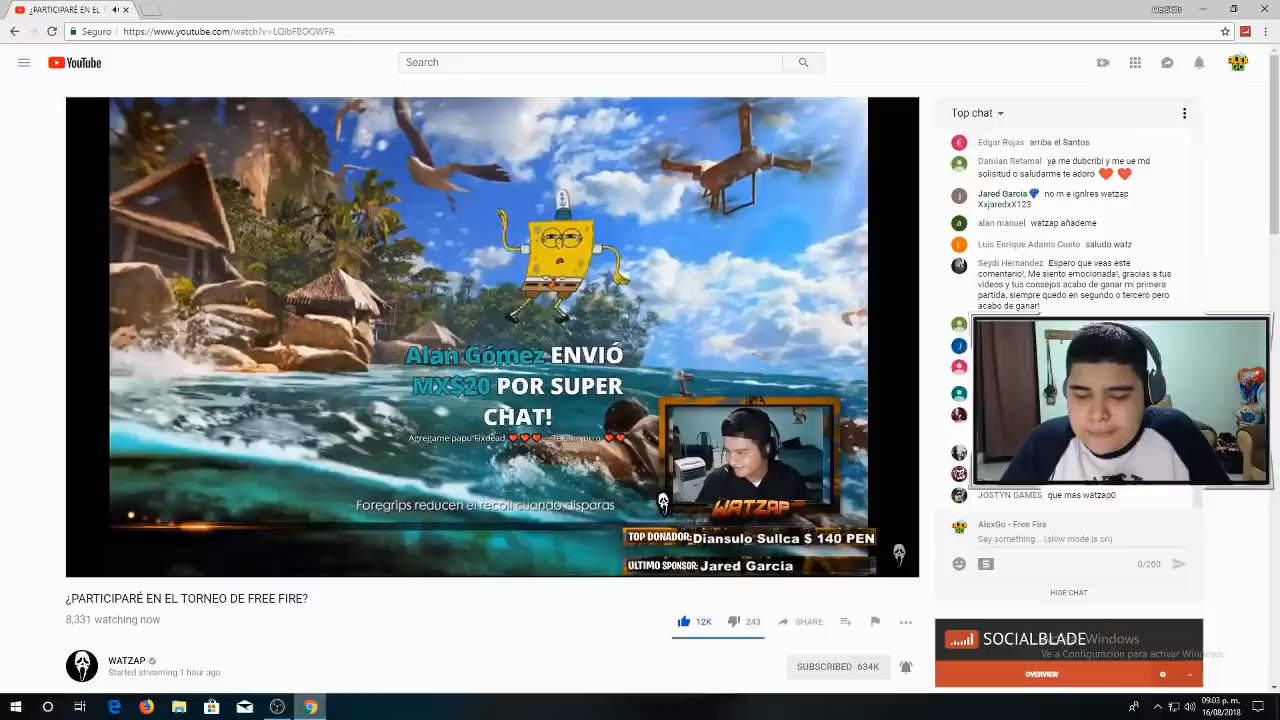 ¿PARTICIPARÉ EN EL T
Seguro
https://www.youtube.com/watch?v=LQibFBOOWFA
YouTube
Search
Alan Gómez ENVIÓ
MX$20 POR SUPER
CHAT!
Agregame papu Fixdead
Foregrips reducen el recoil cuando disparas
WATZAP
TOP DONADOR: Diansulo Sullca $ 140 PEN
ULTIMO SPONSOR: Jared Garcia
Top chat
Edgar Rojas arriba el Santos
Damian Retamal ya me dubcribi y me ue md
solisitud o saludarme te adoro
Jared Garcia no m e ignlres watzap
XxjaredxX123
alan manuel watzap añademe
Luis Enrique Adams Cueto saludo watz
Seydi Hernandez Espero que veas este
comentario!, Me siento emocionada!, gracias a tus
videos y tus consejos acabo de ganar mi primera
partida, siempre quedo en segundo o tercero pero
acabo de ganar!
JOSTYN GAMES que mas watzap0
AlexGo - Free Fire
Say something... (slow mode is on)
0/200
HIDE CHAT
¿PARTICIPARÉ EN EL TORNEO DE FREE FIRE?
8,331 watching now
12K
243
SHARE
WATZAP
Started streaming 1 hour ago
SUBSCRIBED 634K
SOCIALBLADE
Windows
Ve a Configuración para activar Windows.
OVERVIEW
09:03 p. m.
16/08/2018